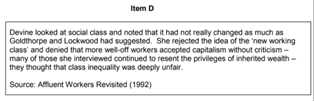 Item D
Devine looked at social class and noted that it had not really changed as much as
Goldthorpe and Lockwood had suggested. She rejected the idea of the 'new working
class' and denied that more well-off workers accepted capitalism without criticism –
many of those she interviewed continued to resent the privileges of inherited wealth –
they thought that class inequality was deeply unfair.
Source: Affluent Workers Revisited (1992)